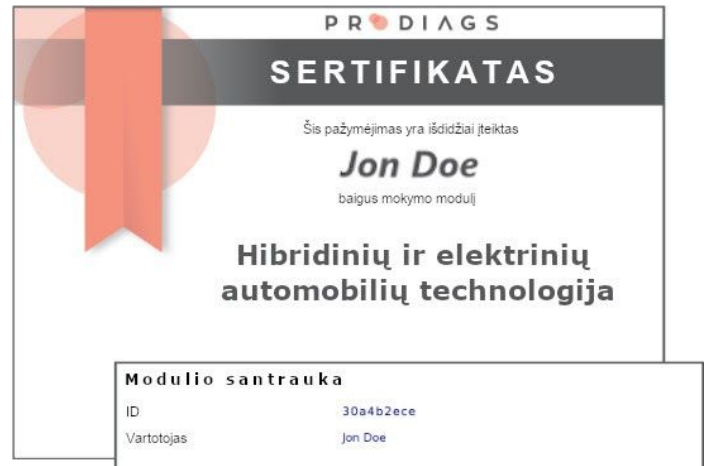 PRODIAGS
SERTIFIKATAS
Šis pažymėjimas yra išdidžiai įteiktas
Jon Doe
baigus mokymo modulį
Hibridinių ir elektrinių
automobilių technologija
Modulio santrauka
ID 30a4b2ece
Vartotojas Jon Doe